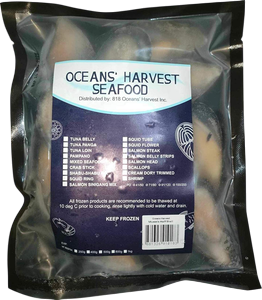 OCEANS' HARVEST
SEAFOOD
Distributed by: 818 Oceans' Harvest Inc.
TUNA BELLY
TUNA PANGA
TUNA LOIN
PAMPANO
MIXED SEAFOOD
CRAB STICK
SHABU-SHABU
SQUID RING
SALMON SINIGANG MIX
SQUID TUBE
SQUID FLOWER
SALMON STEAK
SALMON BELLY STRIPS
SALMON HEAD
SCALLOPS
CREAM DORY TRIMMED
SHRIMP
All frozen products are recommended to be thawed at
10 deg C prior to cooking, rinse lightly with cold water and drain.
KEEP FROZEN